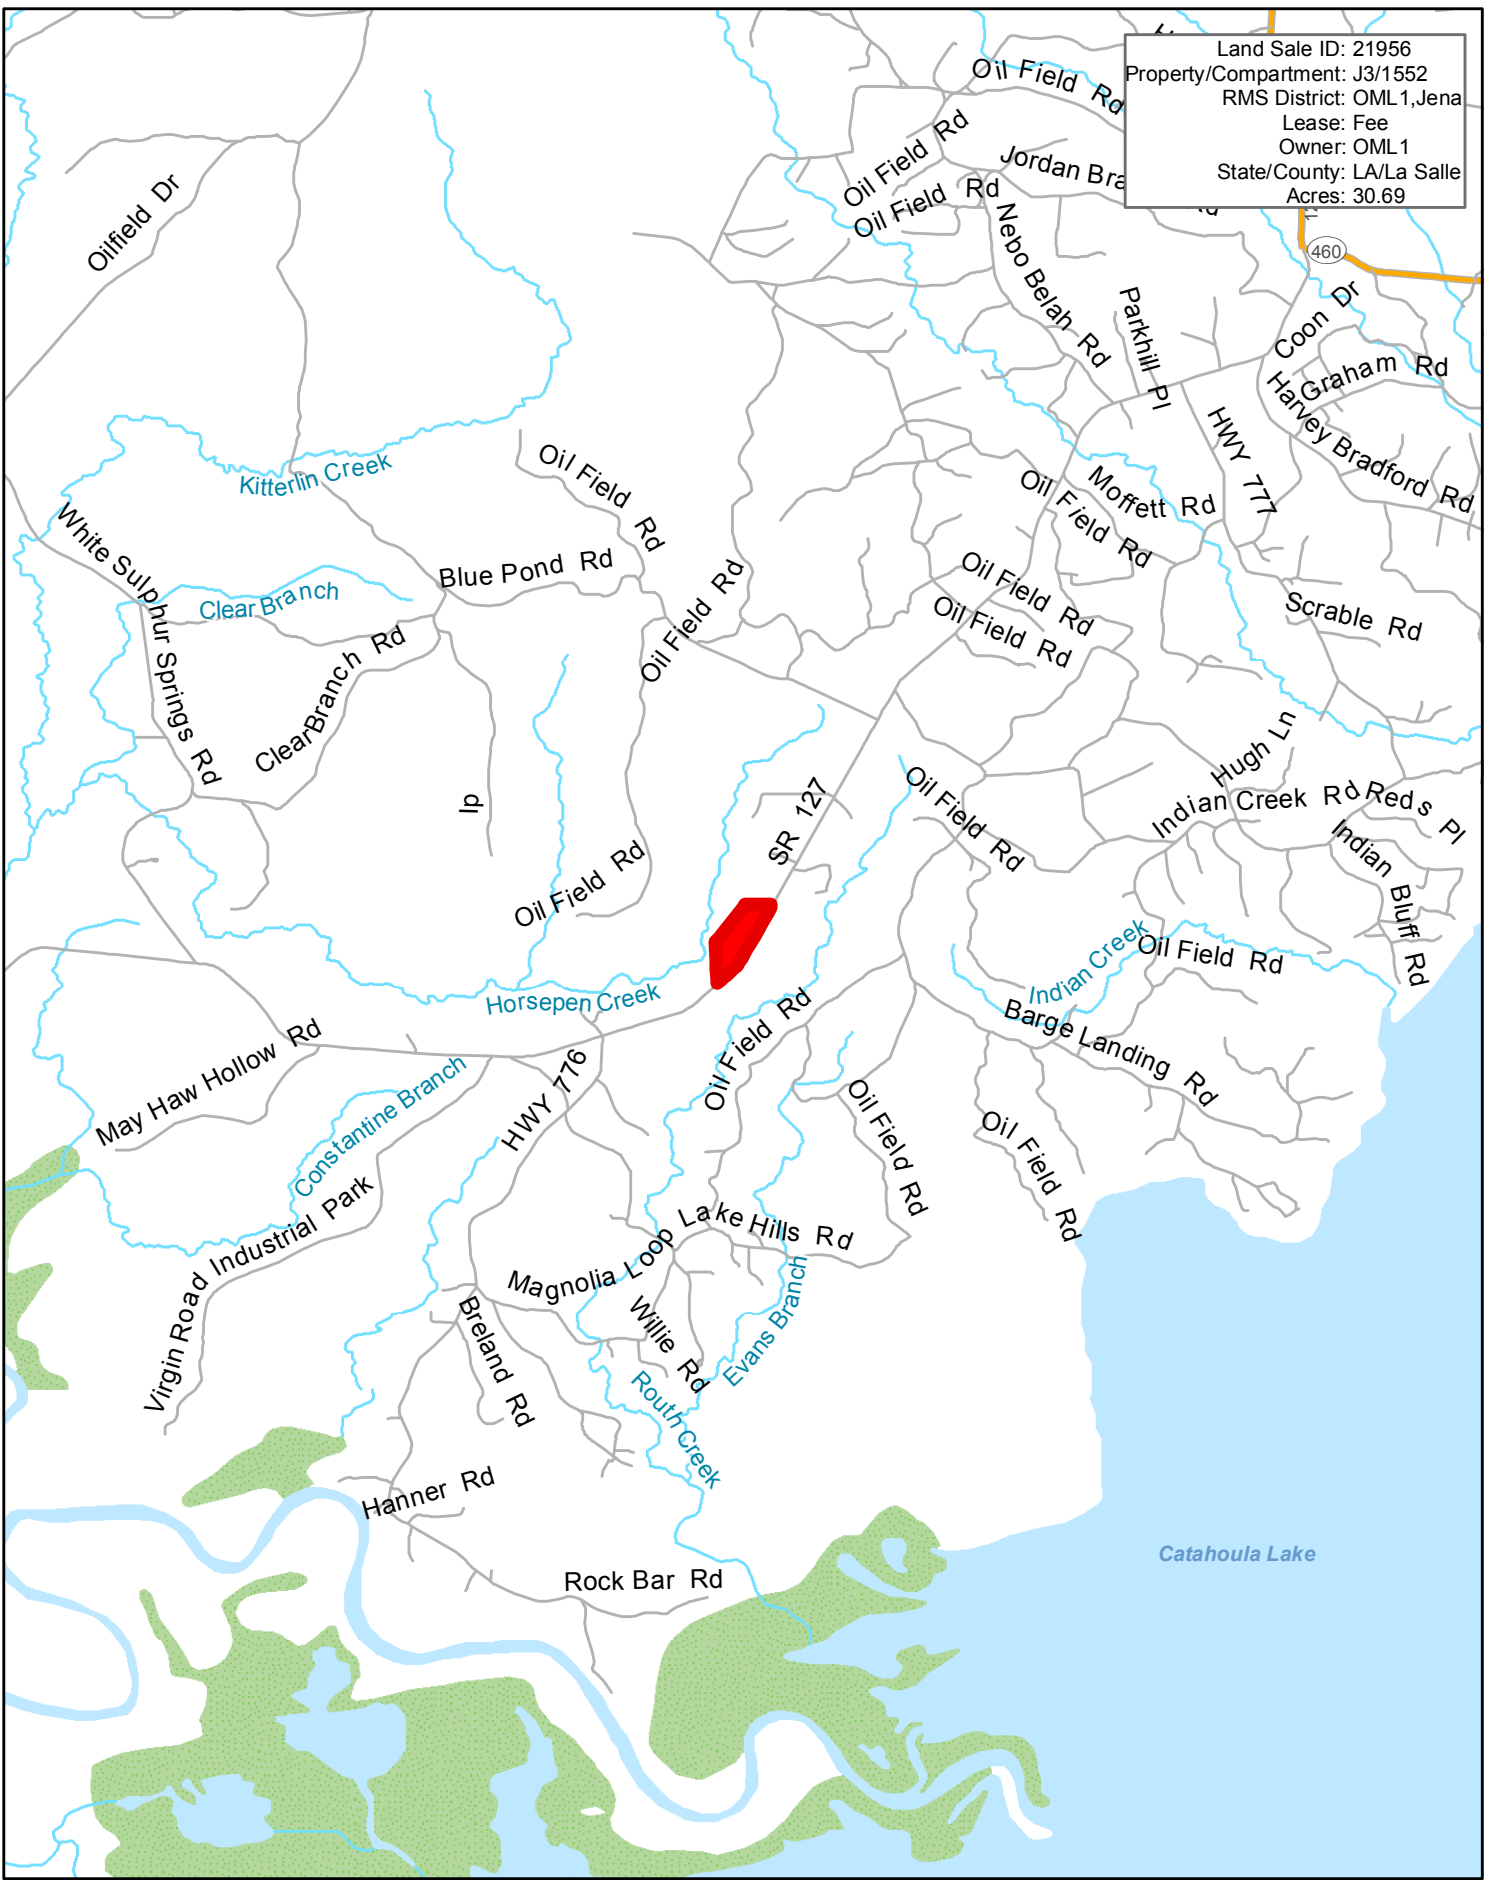 Land Sale ID: 21956
Property/Compartment: J3/1552
RMS District: OML1,Jena
Lease: Fee
Owner: OML1
State/County: LA/La Salle
Acres: 30.69
Oil Field Rd
Oil Field Rd
Jordan Bra
Rd
Oil Field Rd
Oilfield Dr
Nebo Belah Rd
460
Parkhill Pl
Coon Dr
Graham Rd
Harvey Bradford Rd
HWY 777
Kitterlin Creek
Oil Field Rd
Moffett Rd
Oil Field Rd
White Sulphur Springs Rd
Blue Pond Rd
Clear Branch
Oil Field Rd
Oil Field Rd
Oil Field Rd
Scrable Rd
Clear Branch Rd
Hugh Ln
Ip
SR 127
Oil Field Rd
Indian Creek Rd
Reds Pl
Indian Bluff Rd
Oil Field Rd
Indian Creek
Oil Field Rd
Horsepen Creek
Oil Field Rd
Barge Landing Rd
May Haw Hollow Rd
Constantine Branch
HWY 776
Oil Field Rd
Oil Field Rd
Virgin Road Industrial Park
Lake Hills Rd
Magnolia Loop
Willie Rd
Evans Branch
Breland Rd
Routh Creek
Hanner Rd
Catahoula Lake
Rock Bar Rd